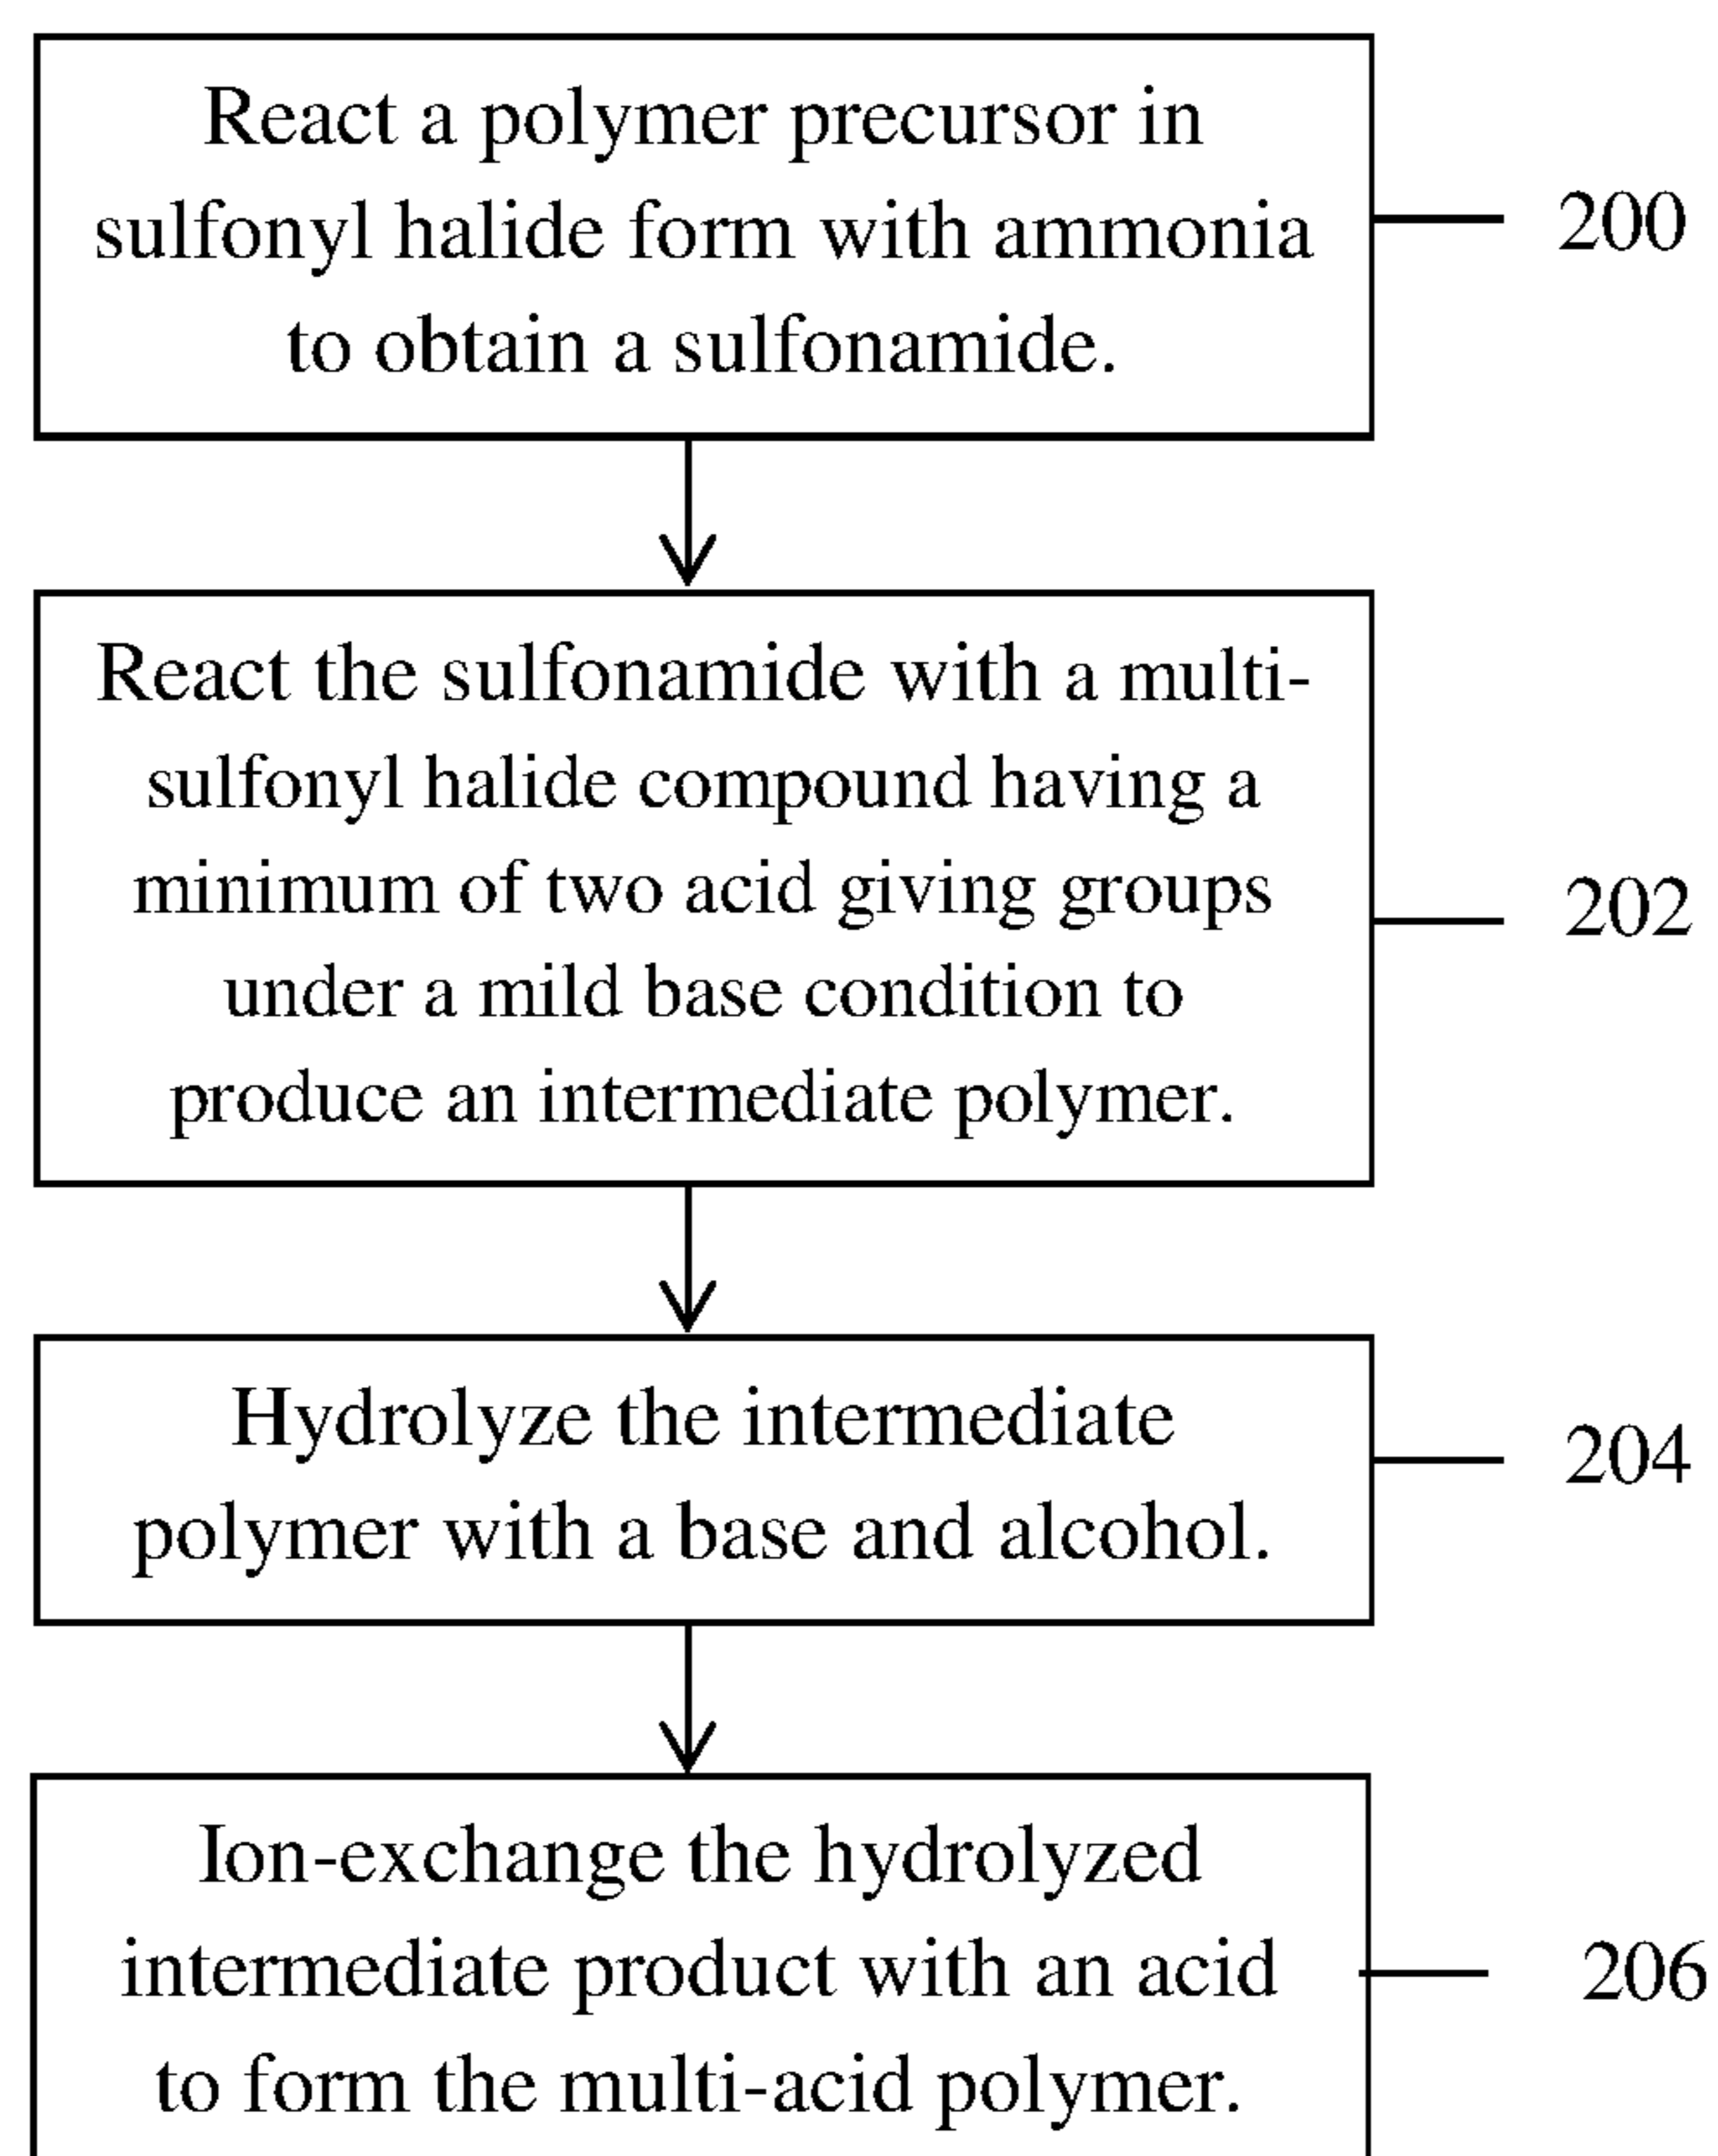 React a polymer precursor in
sulfonyl halide form with ammonia
to obtain a sulfonamide.
200
React the sulfonamide with a multi-
sulfonyl halide compound having a
minimum of two acid giving groups
under a mild base condition to
produce an intermediate polymer.
202
Hydrolyze the intermediate
polymer with a base and alcohol.
204
Ion-exchange the hydrolyzed
intermediate product with an acid
to form the multi-acid polymer.
206